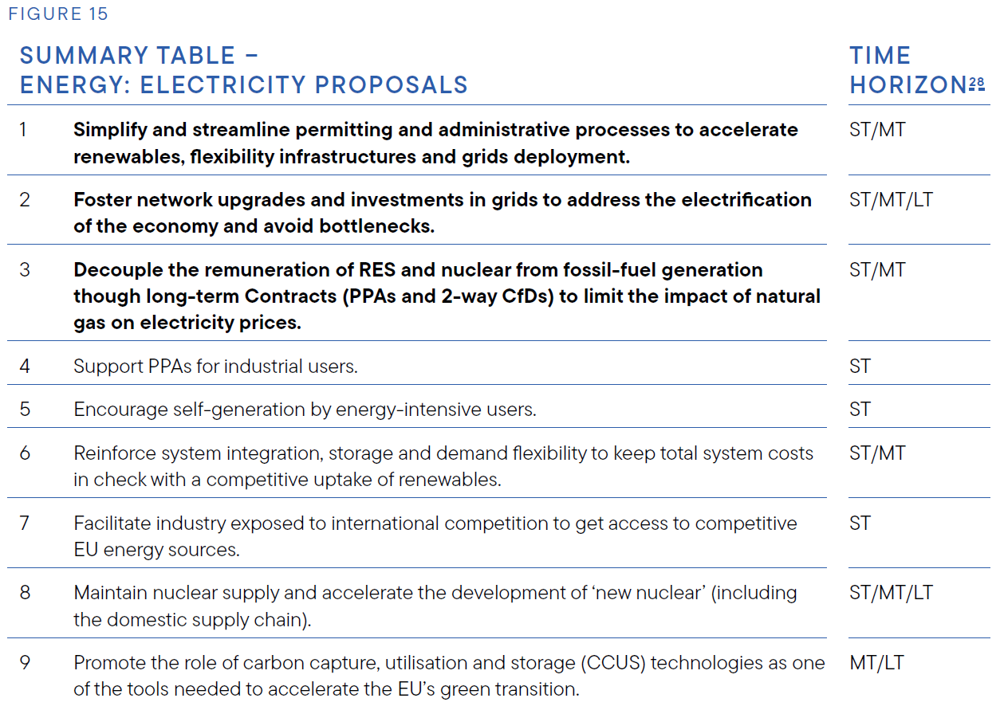 FIGURE 15
SUMMARY TABLE –
ENERGY: ELECTRICITY PROPOSALS
TIME
HORIZON28
1 Simplify and streamline permitting and administrative processes to accelerate ST/MT
renewables, flexibility infrastructures and grids deployment.
2 Foster network upgrades and investments in grids to address the electrification ST/MT/LT
of the economy and avoid bottlenecks.
3 Decouple the remuneration of RES and nuclear from fossil-fuel generation ST/MT
though long-term Contracts (PPAs and 2-way CfDs) to limit the impact of natural
gas on electricity prices.
4 Support PPAs for industrial users. ST
5 Encourage self-generation by energy-intensive users. ST
6 Reinforce system integration, storage and demand flexibility to keep total system costs ST/MT
in check with a competitive uptake of renewables.
7 Facilitate industry exposed to international competition to get access to competitive ST
EU energy sources.
8 Maintain nuclear supply and accelerate the development of ‘new nuclear’ (including ST/MT/LT
the domestic supply chain).
9 Promote the role of carbon capture, utilisation and storage (CCUS) technologies as one MT/LT
of the tools needed to accelerate the EU’s green transition.